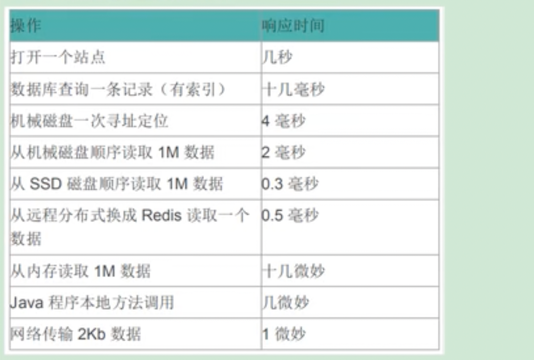 操作 响应时间
打开一个站点 几秒
数据库查询一条记录（有索引） 十几毫秒
机械磁盘一次寻址定位 4 毫秒
从机械磁盘顺序读取 1M 数据 2 毫秒
从 SSD 磁盘顺序读取 1M 数据 0.3 毫秒
从远程分布式换成 Redis 读取一个 0.5 毫秒
数据
从内存读取 1M 数据 十几微妙
Java 程序本地方法调用 几微妙
网络传输 2Kb 数据 1 微妙